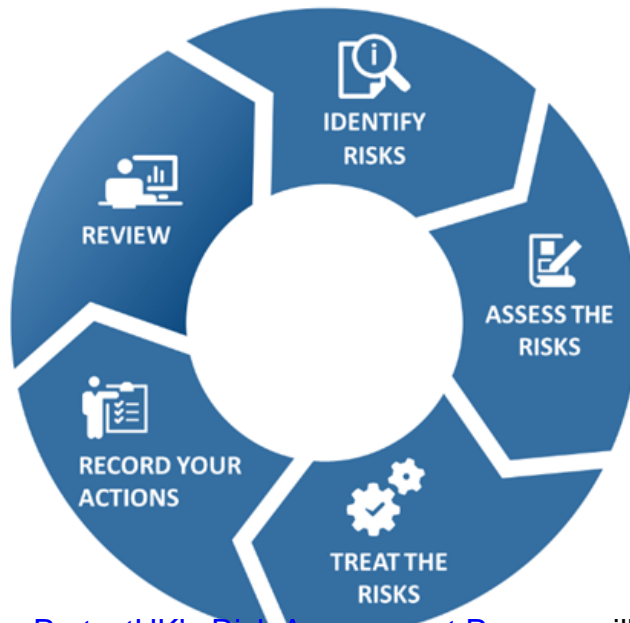 IDENTIFY
RISKS
REVIEW
ASSESS THE
RISKS
RECORD YOUR
ACTIONS
TREAT THE
RISKS